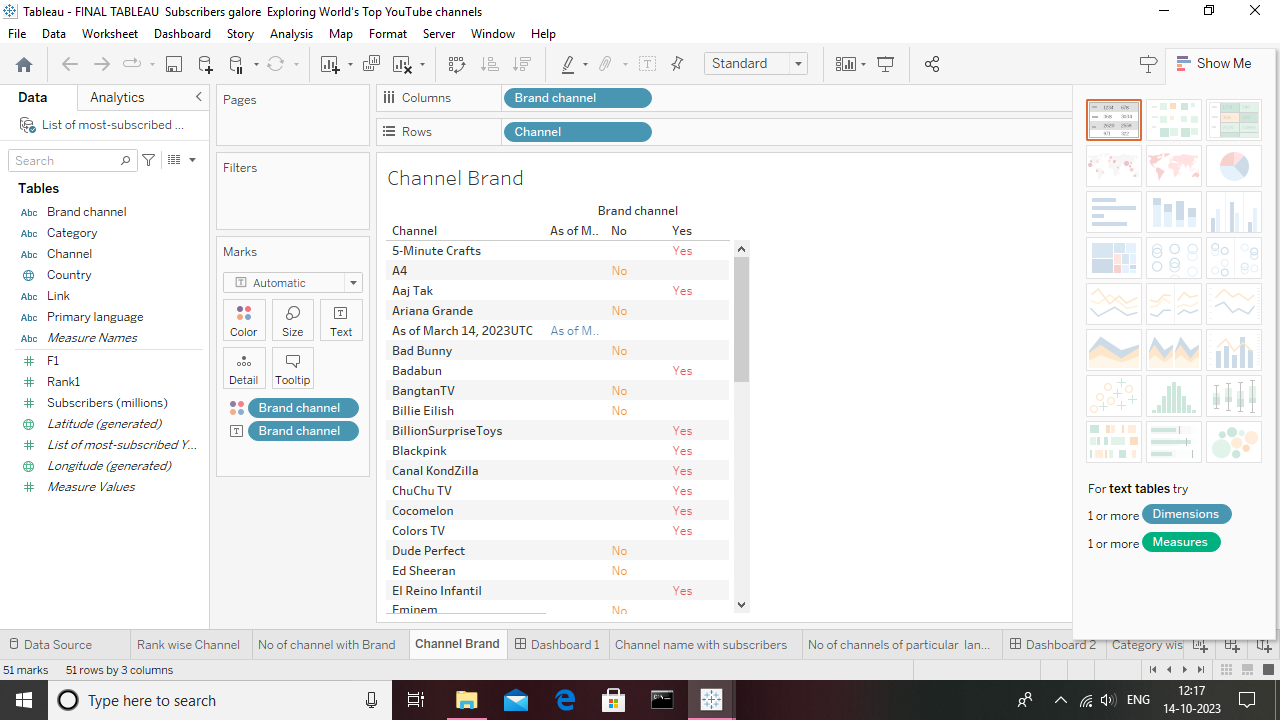 Tableau - FINAL TABLEAU  Subscribers galore  Exploring World's Top YouTube channels
File Data Worksheet Dashboard Story Analysis Map Format Server Window Help
Standard
Show Me
Data Analytics
List of most-subscribed ...
Search
Tables
Abc Brand channel
Abc Category
Abc Channel
Country
Abc Link
Abc Primary language
Abc Measure Names
F1
Rank1
Subscribers (millions)
Latitude (generated)
List of most-subscribed Y...
Longitude (generated)
Measure Values
Pages
Filters
Marks
Automatic
Color Size Text
Detail Tooltip
Brand channel
Brand channel
Columns Brand channel
Rows Channel
Channel Brand
Brand channel
Channel As of M.. No Yes
5-Minute Crafts Yes
A4 No
Aaj Tak Yes
Ariana Grande No
As of March 14, 2023UTC As of M..
Bad Bunny No
Badabun Yes
BangtanTV No
Billie Eilish No
BillionSurpriseToys Yes
Blackpink Yes
Canal KondZilla Yes
ChuChu TV Yes
Cocomelon Yes
Colors TV Yes
Dude Perfect No
Ed Sheeran No
El Reino Infantil Yes
Eminem No
For text tables try
1 or more Dimensions
1 or more Measures
Data Source Rank wise Channel No of channel with Brand Channel Brand Dashboard 1 Channel name with subscribers No of channels of particular  lan... Dashboard 2 Category wis
51 marks 51 rows by 3 columns
Type here to search
ENG
12:17
14-10-2023